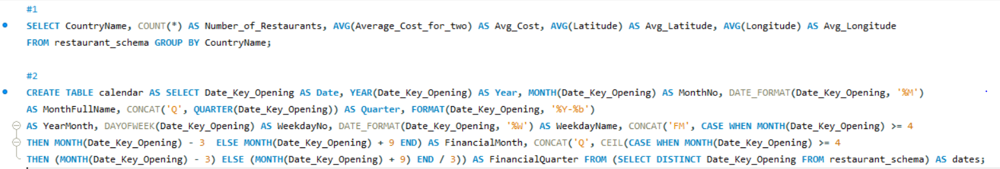 #1
SELECT CountryName, COUNT(*) AS Number_of_Restaurants, AVG(Average_Cost_for_two) AS Avg_Cost, AVG(Latitude) AS Avg_Latitude, AVG(Longitude) AS Avg_Longitude
FROM restaurant_schema GROUP BY CountryName;
#2
CREATE TABLE calendar AS SELECT Date_Key_Opening AS Date, YEAR(Date_Key_Opening) AS Year, MONTH(Date_Key_Opening) AS MonthNo, DATE_FORMAT(Date_Key_Opening, '%M')
AS MonthFullName, CONCAT('Q', QUARTER(Date_Key_Opening)) AS Quarter, FORMAT(Date_Key_Opening, '%Y-%b')
AS YearMonth, DAYOFWEEK(Date_Key_Opening) AS WeekdayNo, DATE_FORMAT(Date_Key_Opening, '%W') AS WeekdayName, CONCAT('FM', CASE WHEN MONTH(Date_Key_Opening) >= 4
THEN MONTH(Date_Key_Opening) - 3  ELSE MONTH(Date_Key_Opening) + 9 END) AS FinancialMonth, CONCAT('Q', CEIL(CASE WHEN MONTH(Date_Key_Opening) >= 4
THEN (MONTH(Date_Key_Opening) - 3) ELSE (MONTH(Date_Key_Opening) + 9) END / 3)) AS FinancialQuarter FROM (SELECT DISTINCT Date_Key_Opening FROM restaurant_schema) AS dates;